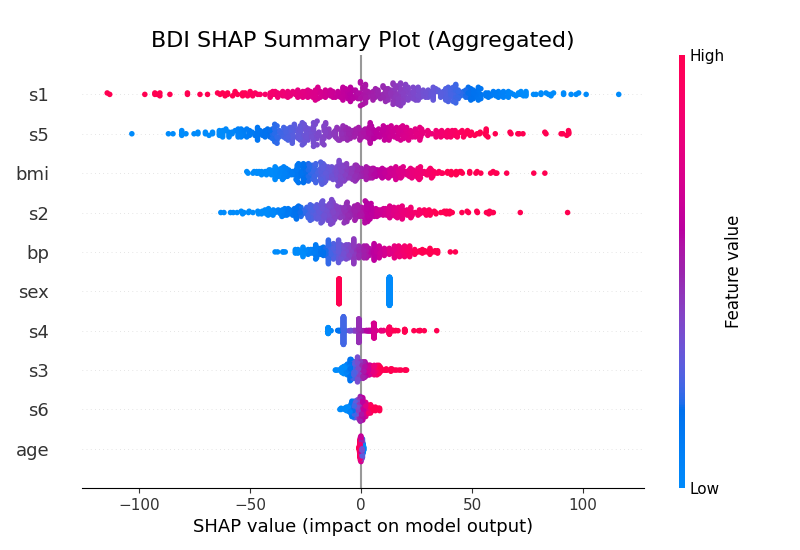 BDI SHAP Summary Plot (Aggregated)
High
s1
s5
bmi
s2
bp
sex
s4
s3
s6
age
Feature value
Low
−100
−50
0
50
100
SHAP value (impact on model output)